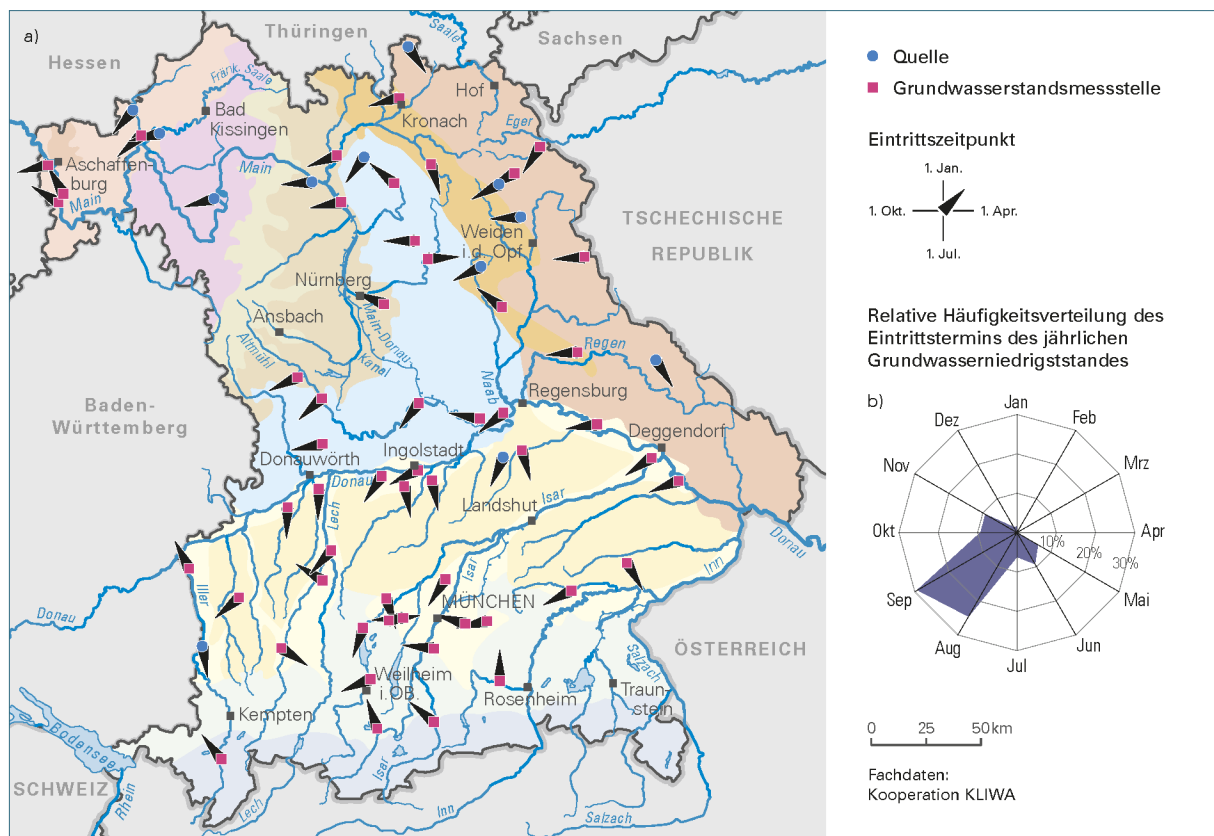 a)
Thüringen
Sachsen
Hessen
Saale
Fränk. Saale
Hof
Bad
Kissingen
Kronach
Eger
Aschaffen-
burg
Main
Main
TSCHECHISCHE
REPUBLIK
Weiden
i.d. Opf
Nürnberg
Ansbach
Main-Donau
Kanal
Altmühl
Regen
Naab
Regensburg
Baden-
Württemberg
Deggendorf
Ingolstadt
Donauwörth
Donau
Landshut
Isar
Lech
Donau
Inn
Iller
Isar
MÜNCHEN
Donau
ÖSTERREICH
Salzach
Weilheim
i. OB.
Rosenheim
Traun-
stein
Kempten
Bodensee
SCHWEIZ
Rhein
Lech
Isar
Inn
Salzach
Quelle
Grundwasserstandsmessstelle
Eintrittszeitpunkt
1. Jan.
1. Okt.
1. Apr.
1. Jul.
Relative Häufigkeitsverteilung des
Eintrittstermins des jährlichen
Grundwasserniedrigststandes
b)
Jan
Dez
Feb
Nov
Mrz
Okt
Apr
10%
20%
30%
Sep
Mai
Aug
Jun
Jul
0 25 50 km
Fachdaten:
Kooperation KLIWA